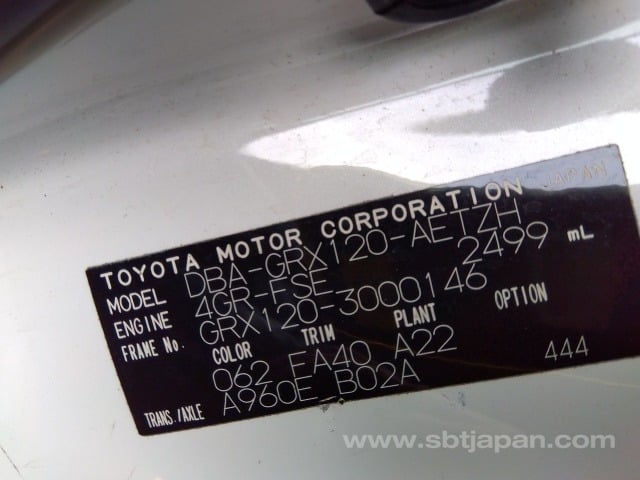 TOYOTA MOTOR CORPORATION JAPAN
MODEL DBA-GRX120-AETZH
ENGINE 4GR-FSE 2499 mL
FRAME No. GRX120-3000146
COLOR TRIM PLANT OPTION
062 FA40 A22 444
TRANS./AXLE A960E B02A
www.sbtjapan.com